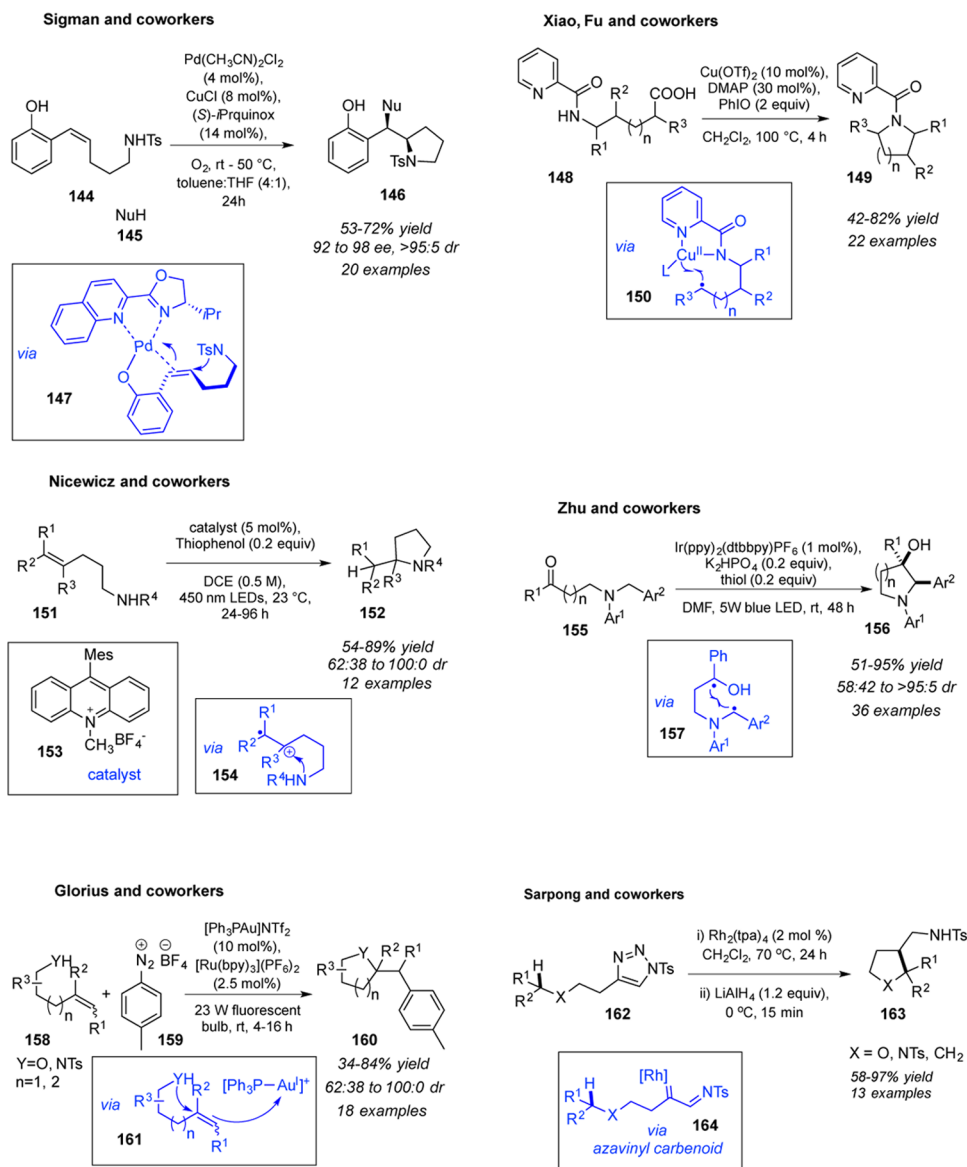 Sigman and coworkers
OH
NHTs
144
NuH
145
Pd(CH3CN)2Cl2
(4 mol%),
CuCl (8 mol%),
(S)-iPrquinox
(14 mol%),
O2, rt - 50 °C,
toluene:THF (4:1),
24h
OH Nu
TsN
146
53-72% yield
92 to 98 ee, >95:5 dr
20 examples
via
O
N N
iPr
Pd
O
TsN
147
Xiao, Fu and coworkers
N
O
HN
R1
R2
COOH
n
R3
148
Cu(OTf)2 (10 mol%),
DMAP (30 mol%),
PhIO (2 equiv)
CH2Cl2, 100 °C, 4 h
N
O
R3 N R1
n
R2
149
42-82% yield
22 examples
via
N
O
CuII N R1
L
R3
n
R2
150
Nicewicz and coworkers
R1
R2
R3
NHR4
151
catalyst (5 mol%),
Thiophenol (0.2 equiv)
DCE (0.5 M),
450 nm LEDs, 23 °C,
24-96 h
R1
H
R2 R3
NR4
152
54-89% yield
62:38 to 100:0 dr
12 examples
Mes
N+
CH3BF4-
153
catalyst
via
R1
R2
R3
+
R4HN
154
Zhu and coworkers
O
R1
n
N
Ar1
Ar2
155
Ir(ppy)2(dtbbpy)PF6 (1 mol%),
K2HPO4 (0.2 equiv),
thiol (0.2 equiv)
DMF, 5W blue LED, rt, 48 h
R1 OH
n
Ar2
N
Ar1
156
51-95% yield
58:42 to >95:5 dr
36 examples
via
Ph
OH
N
Ar1
Ar2
157
Glorius and coworkers
YH
R2
R3
n
R1
158
Y=O, NTs
n=1, 2
+
⊕ ⊖
N2 BF4
159
[Ph3PAu]NTf2
(10 mol%),
[Ru(bpy)3](PF6)2
(2.5 mol%)
23 W fluorescent
bulb, rt, 4-16 h
Y R2 R1
R3
n
160
34-84% yield
62:38 to 100:0 dr
18 examples
via
YH
R2
R3
n
R1
[Ph3P—AuI]+
161
Sarpong and coworkers
H
R1
R2
X
N=N
N-Ts
162
i) Rh2(tpa)4 (2 mol %)
CH2Cl2, 70 oC, 24 h
ii) LiAlH4 (1.2 equiv),
0 oC, 15 min
NHTs
R1
X
R2
163
X = O, NTs, CH2
58-97% yield
13 examples
H
R1
R2
X
[Rh]
NTs
164
via
azavinyl carbenoid